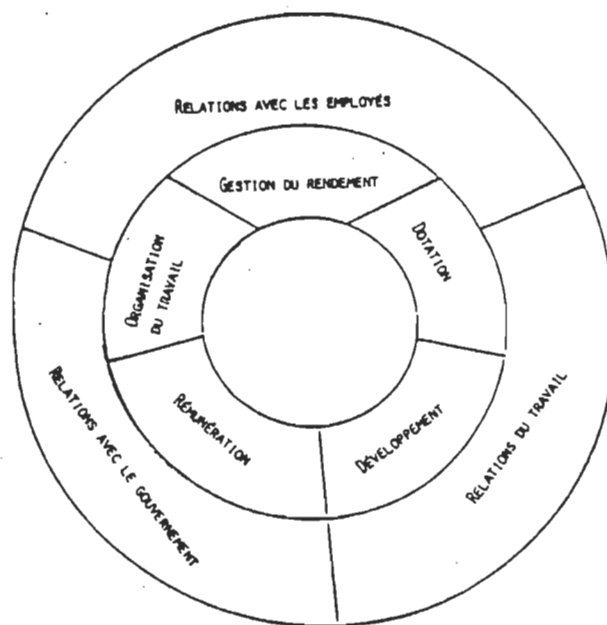 RELATIONS AVEC LES EMPLOYÉS
GESTION DU RENDEMENT
DOTATION
ORGANISATION
DU TRAVAIL
RÉMUNÉRATION
DÉVELOPPEMENT
RELATIONS DU TRAVAIL
RELATIONS AVEC LE GOUVERNEMENT